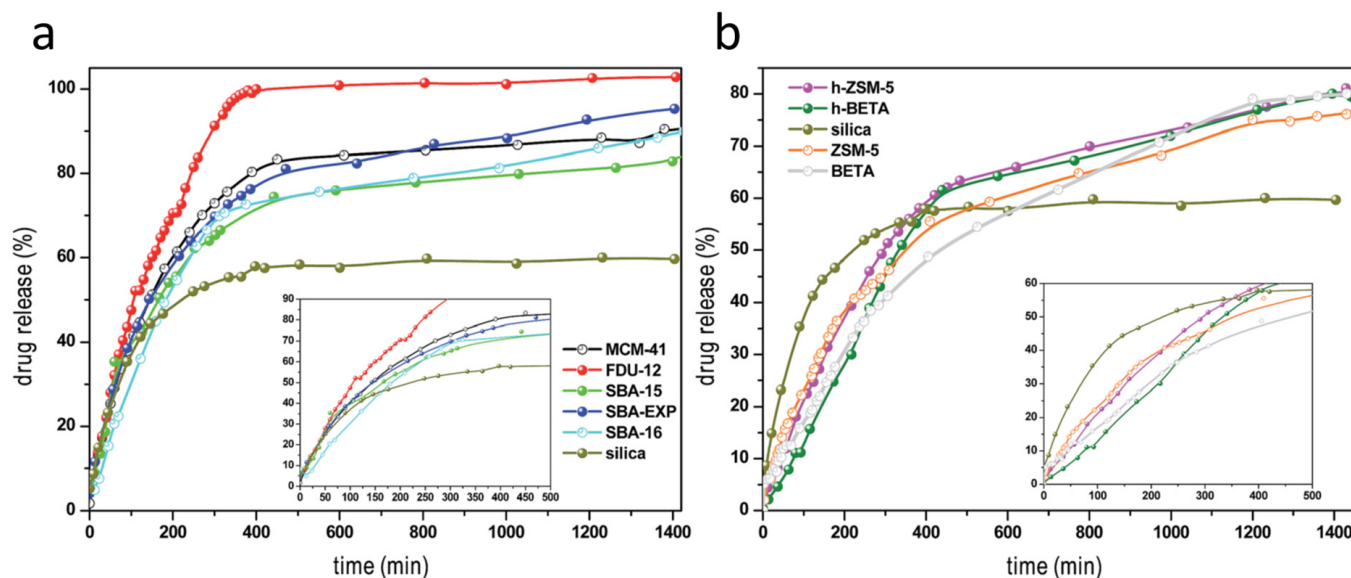 a
100
80
60
40
20
0
drug release (%)
0 200 400 600 800 1000 1200 1400
time (min)
MCM-41
FDU-12
SBA-15
SBA-EXP
SBA-16
silica
90
80
70
60
50
40
30
20
10
0
0 50 100 150 200 250 300 350 400 450 500
b
80
70
60
50
40
30
20
10
0
drug release (%)
0 200 400 600 800 1000 1200 1400
time (min)
h-ZSM-5
h-BETA
silica
ZSM-5
BETA
60
50
40
30
20
10
0
0 100 200 300 400 500